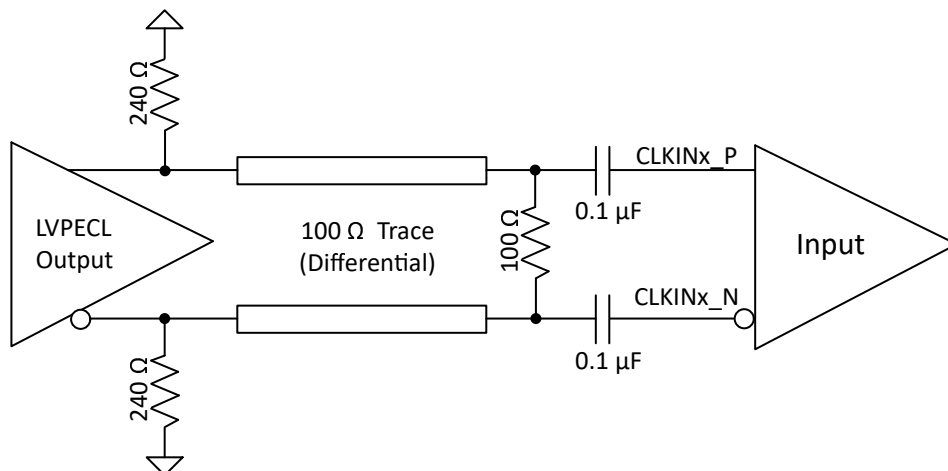 240 Ω
LVPECL
Output
100 Ω Trace
(Differential)
100 Ω
CLKINx_P
0.1 µF
Input
CLKINx_N
0.1 µF
240 Ω